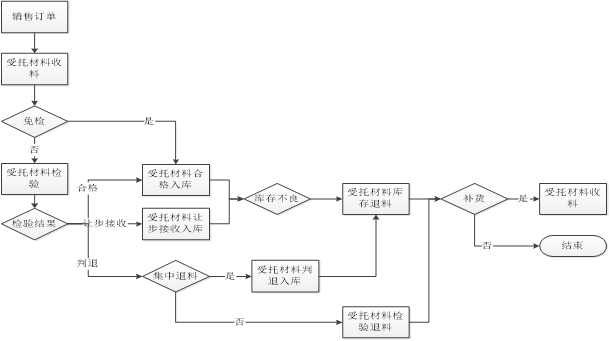 销售订单
受托材料收
料
免检
是
否
受托材料检
验
合格
受托材料合
格入库
库存不良
受托材料库
存退料
补货
是
受托材料收
料
检验结果
让步接收
受托材料让
步接收入库
否
结束
判退
集中退料
是
受托材料判
退入库
否
受托材料检
验退料